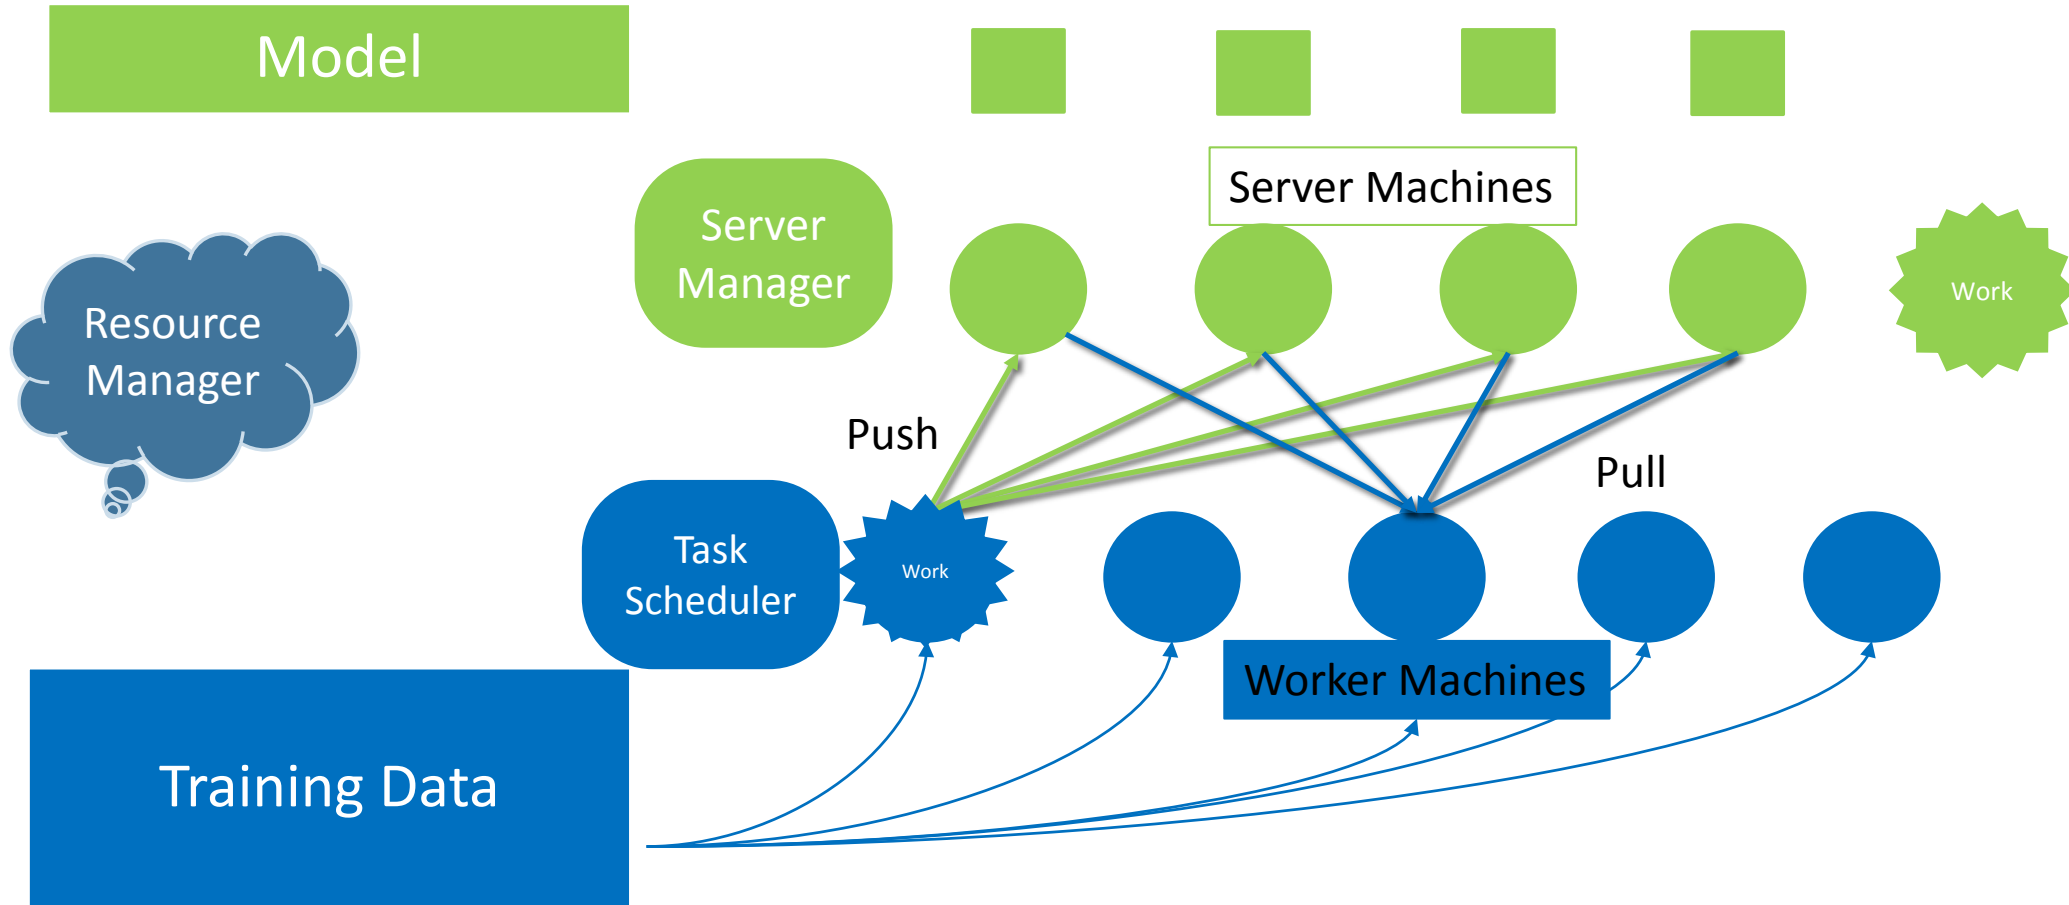 Model
Server Machines
Server
Manager
Work
Resource
Manager
Push
Pull
Task
Scheduler
Work
Worker Machines
Training Data